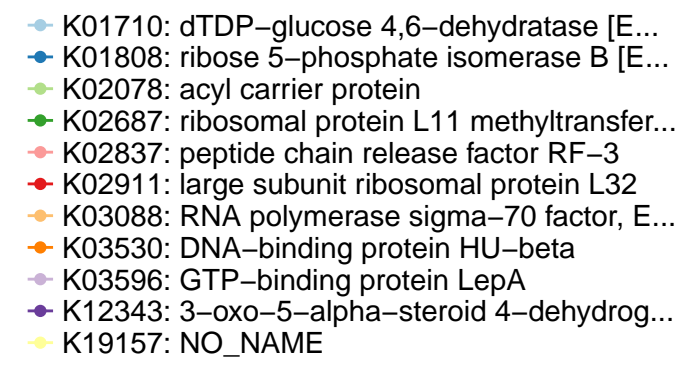 K01710: dTDP−glucose 4,6−dehydratase [E...
K01808: ribose 5−phosphate isomerase B [E...
K02078: acyl carrier protein
K02687: ribosomal protein L11 methyltransfer...
K02837: peptide chain release factor RF−3
K02911: large subunit ribosomal protein L32
K03088: RNA polymerase sigma−70 factor, E...
K03530: DNA−binding protein HU−beta
K03596: GTP−binding protein LepA
K12343: 3−oxo−5−alpha−steroid 4−dehydrog...
K19157: NO_NAME